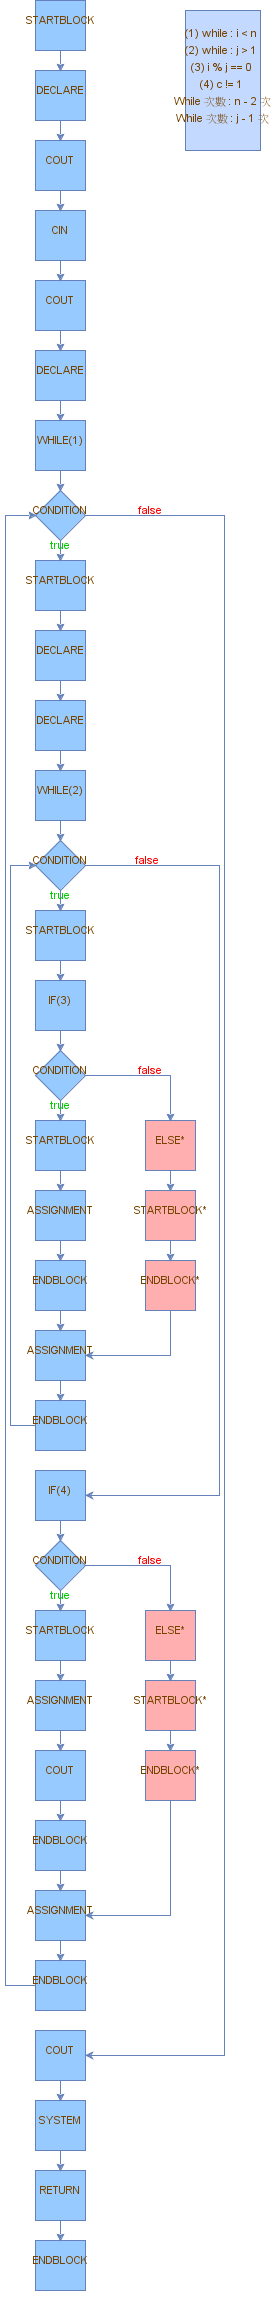 STARTBLOCK
(1) while : i < n
(2) while : j > 1
(3) i % j == 0
(4) c != 1
While 次數 : n - 2 次
While 次數 : j - 1 次
DECLARE
COUT
CIN
COUT
DECLARE
WHILE(1)
CONDITION false
true
STARTBLOCK
DECLARE
DECLARE
WHILE(2)
CONDITION false
true
STARTBLOCK
IF(3)
CONDITION false
true
STARTBLOCK ELSE*
ASSIGNMENT STARTBLOCK*
ENDBLOCK ENDBLOCK*
ASSIGNMENT
ENDBLOCK
IF(4)
CONDITION false
true
STARTBLOCK ELSE*
ASSIGNMENT STARTBLOCK*
COUT ENDBLOCK*
ENDBLOCK
ASSIGNMENT
ENDBLOCK
COUT
SYSTEM
RETURN
ENDBLOCK